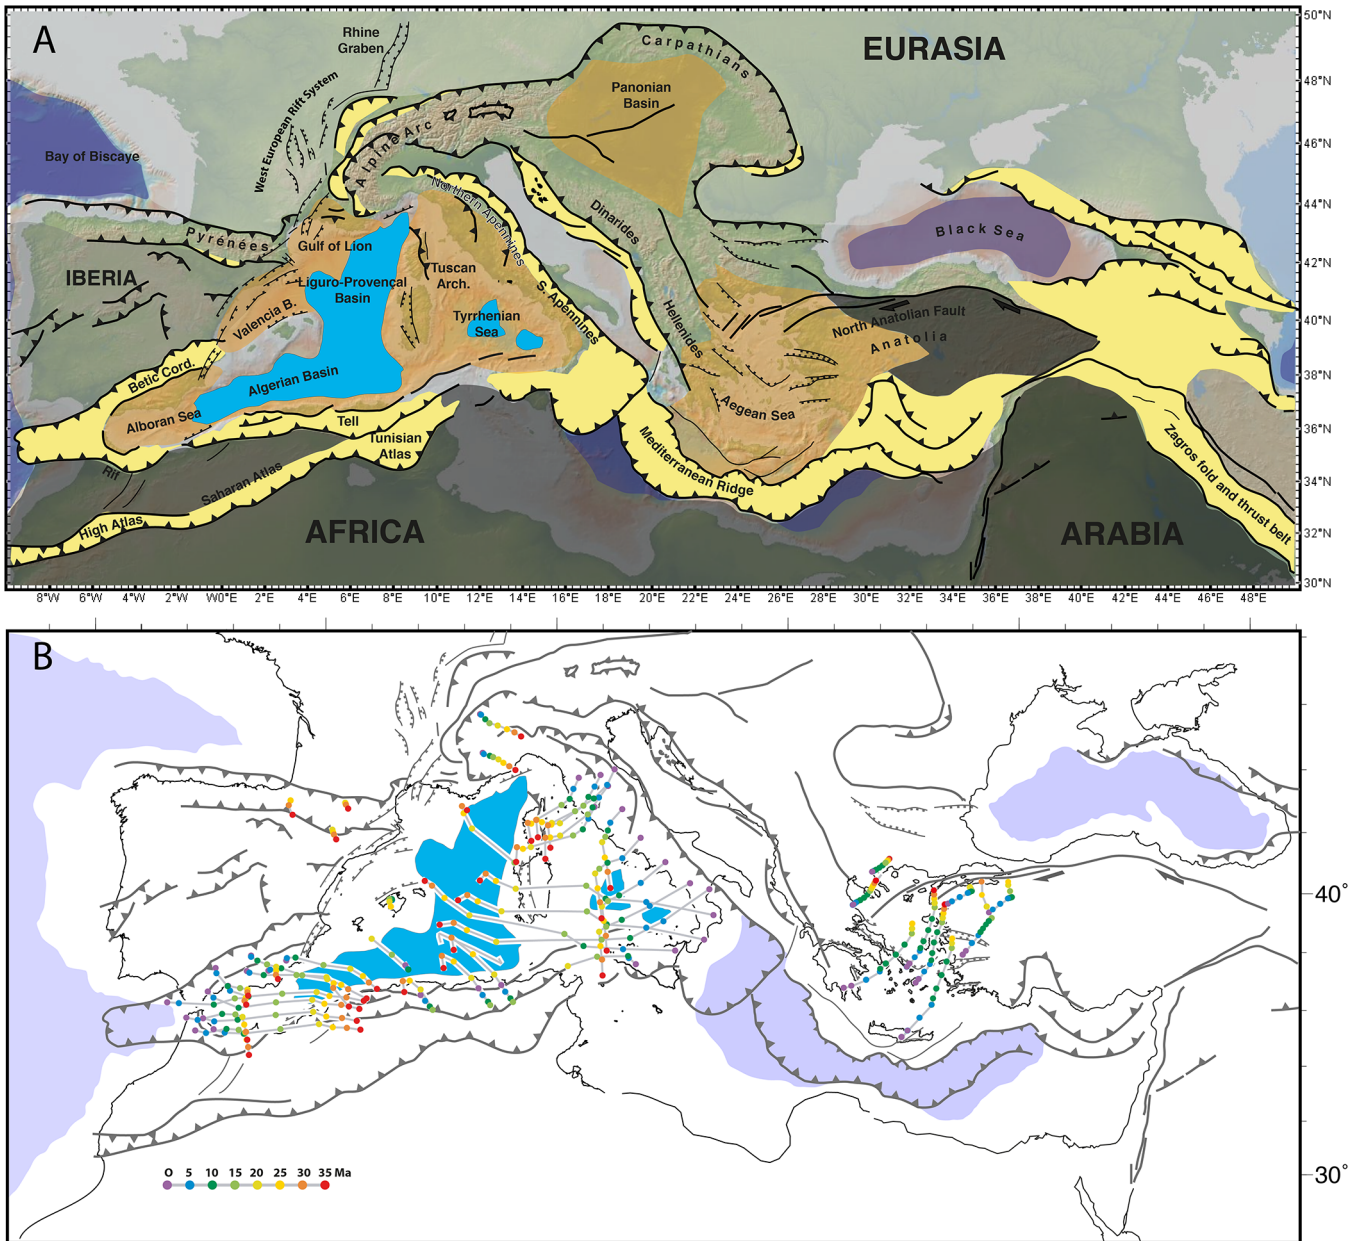 A
EURASIA
Rhine
Graben
Carpathians
Panonian
Basin
West European Rift System
Alpine Arc
Bay of Biscaye
Northern Apennines
Dinarides
Black Sea
Pyrénées
Gulf of Lion
IBERIA
Tuscan
Arch.
Liguro-Provençal
Basin
Valencia B.
Tyrrhenian
Sea
S. Apennines
Hellenides
North Anatolian Fault
Anatolia
Betic Cord.
Algerian Basin
Alboran Sea
Aegean Sea
Tell
Tunisian
Atlas
Rif
Saharan Atlas
High Atlas
Mediterranean Ridge
Zagros fold and thrust belt
AFRICA
ARABIA
50°N
48°N
46°N
44°N
42°N
40°N
38°N
36°N
34°N
32°N
30°N
8°W 6°W 4°W 2°W W0°E 2°E 4°E 6°E 8°E 10°E 12°E 14°E 16°E 18°E 20°E 22°E 24°E 26°E 28°E 30°E 32°E 34°E 36°E 38°E 40°E 42°E 44°E 46°E 48°E
B
40°
30°
O 5 10 15 20 25 30 35 Ma